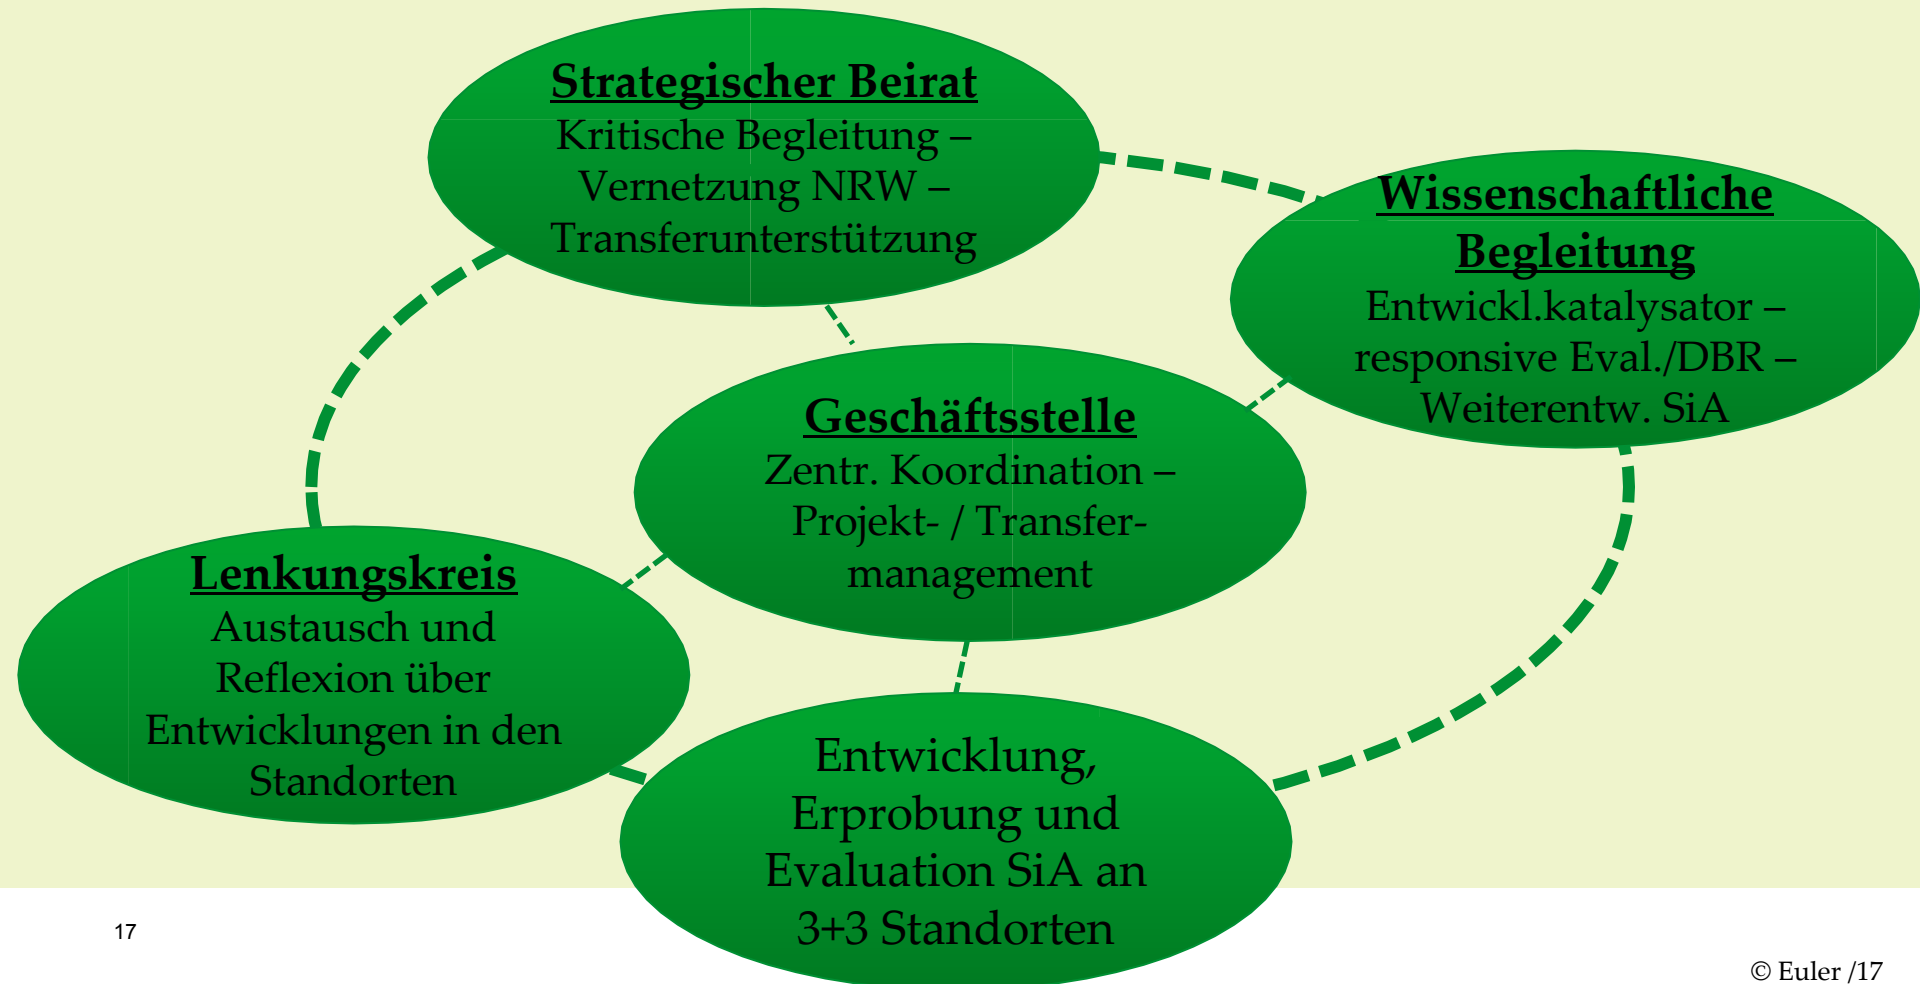 Strategischer Beirat
Kritische Begleitung –
Vernetzung NRW –
Transferunterstützung
Wissenschaftliche
Begleitung
Entwickl.katalysator –
responsive Eval./DBR –
Weiterentw. SiA
Geschäftsstelle
Zentr. Koordination –
Projekt- / Transfer-
management
Lenkungskreis
Austausch und
Reflexion über
Entwicklungen in den
Standorten
Entwicklung,
Erprobung und
Evaluation SiA an
3+3 Standorten
17
© Euler /17